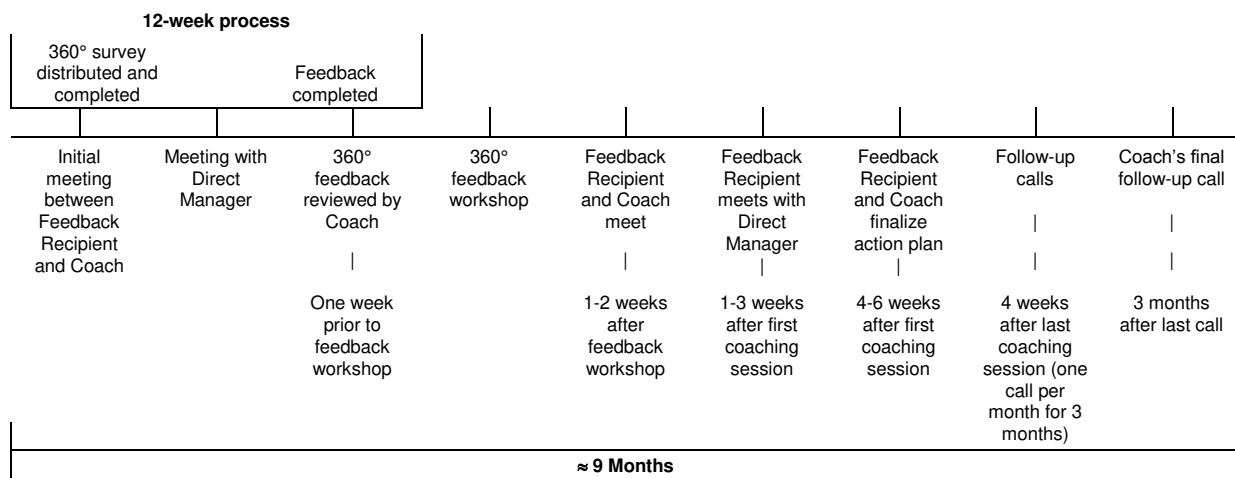 12-week process
360° survey
distributed and
completed
Feedback
completed
Initial
meeting
between
Feedback
Recipient
and Coach
Meeting with
Direct
Manager
360°
feedback
reviewed by
Coach
|
One week
prior to
feedback
workshop
360°
feedback
workshop
Feedback
Recipient
and Coach
meet
|
1-2 weeks
after
feedback
workshop
Feedback
Recipient
meets with
Direct
Manager
|
1-3 weeks
after first
coaching
session
Feedback
Recipient
and Coach
finalize
action plan
|
4-6 weeks
after first
coaching
session
Follow-up
calls
|
|
4 weeks
after last
coaching
session (one
call per
month for 3
months)
Coach's final
follow-up call
|
|
3 months
after last call
≈ 9 Months